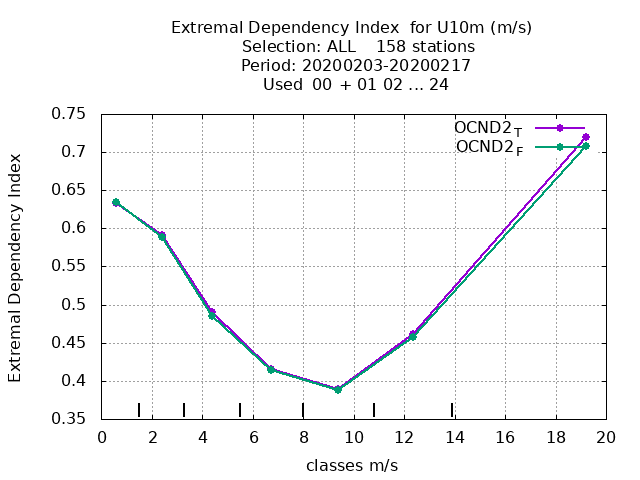 Extremal Dependency Index  for U10m (m/s)
Selection: ALL    158 stations
Period: 20200203-20200217
Used  00 + 01 02 ... 24
Extremal Dependency Index
0.75
0.7
0.65
0.6
0.55
0.5
0.45
0.4
0.35
OCND2T
OCND2F
0 2 4 6 8 10 12 14 16 18 20
classes m/s